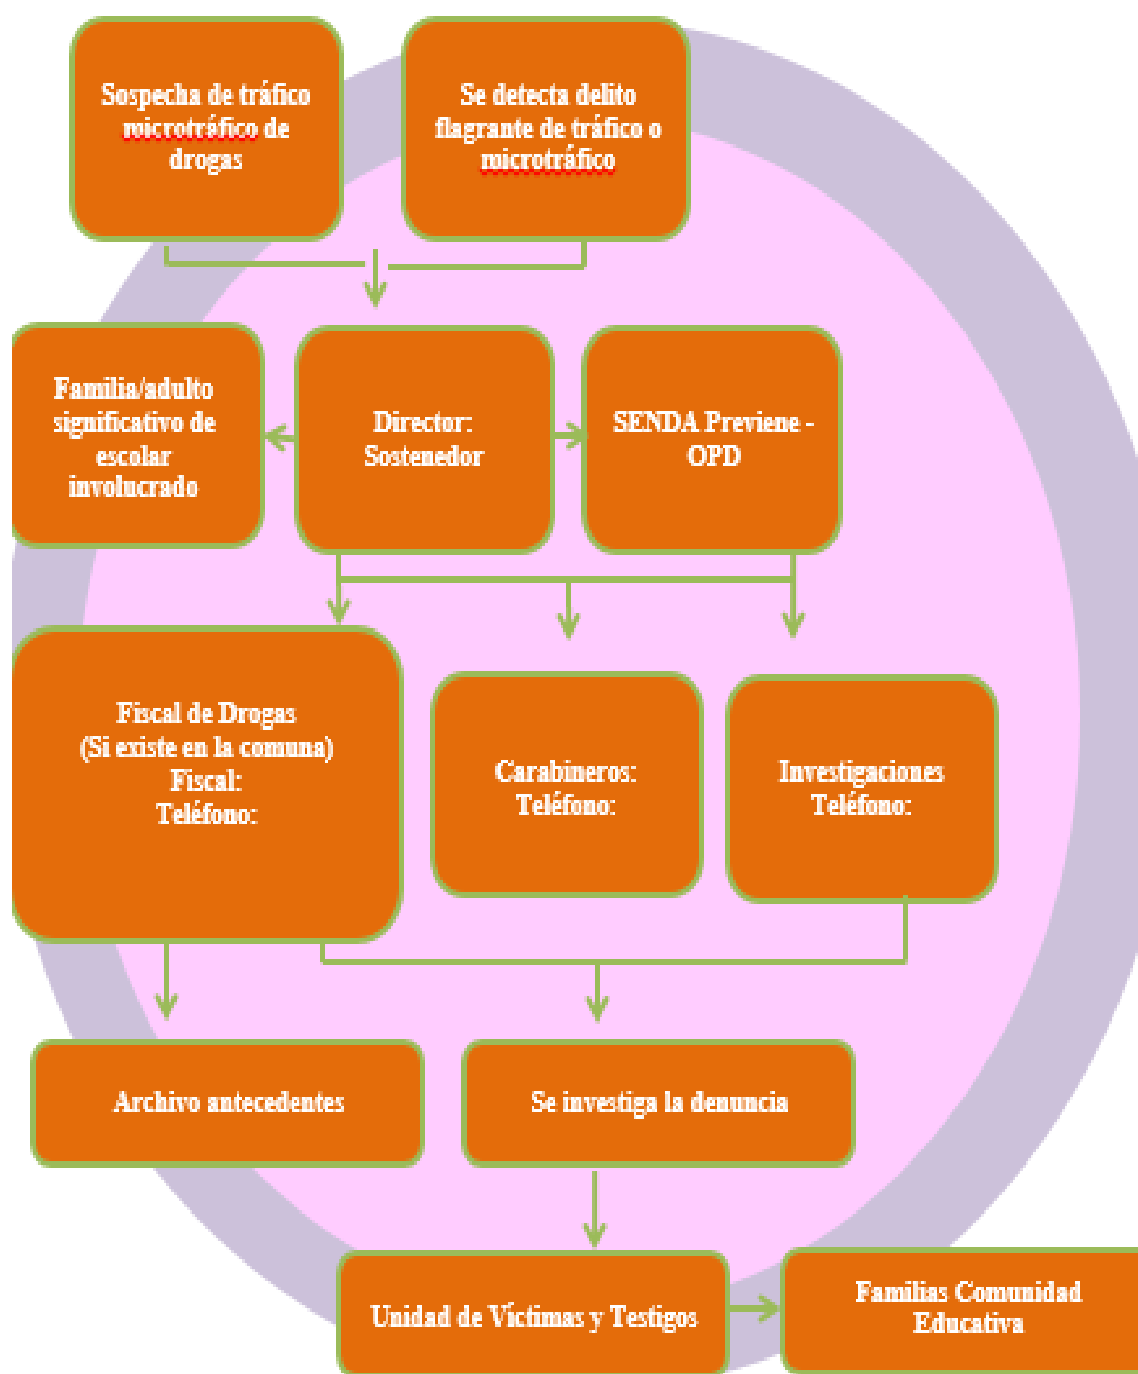 Sospecha de tráfico
microtráfico de
drogas
Se detecta delito
flagrante de tráfico o
microtráfico
Familia/adulto
significativo de
escolar
involucrado
Director:
Sostenedor
SENDA Previene -
OPD
Fiscal de Drogas
(Si existe en la comuna)
Fiscal:
Teléfono:
Carabineros:
Teléfono:
Investigaciones
Teléfono:
Archivo antecedentes
Se investiga la denuncia
Unidad de Víctimas y Testigos
Familias Comunidad
Educativa